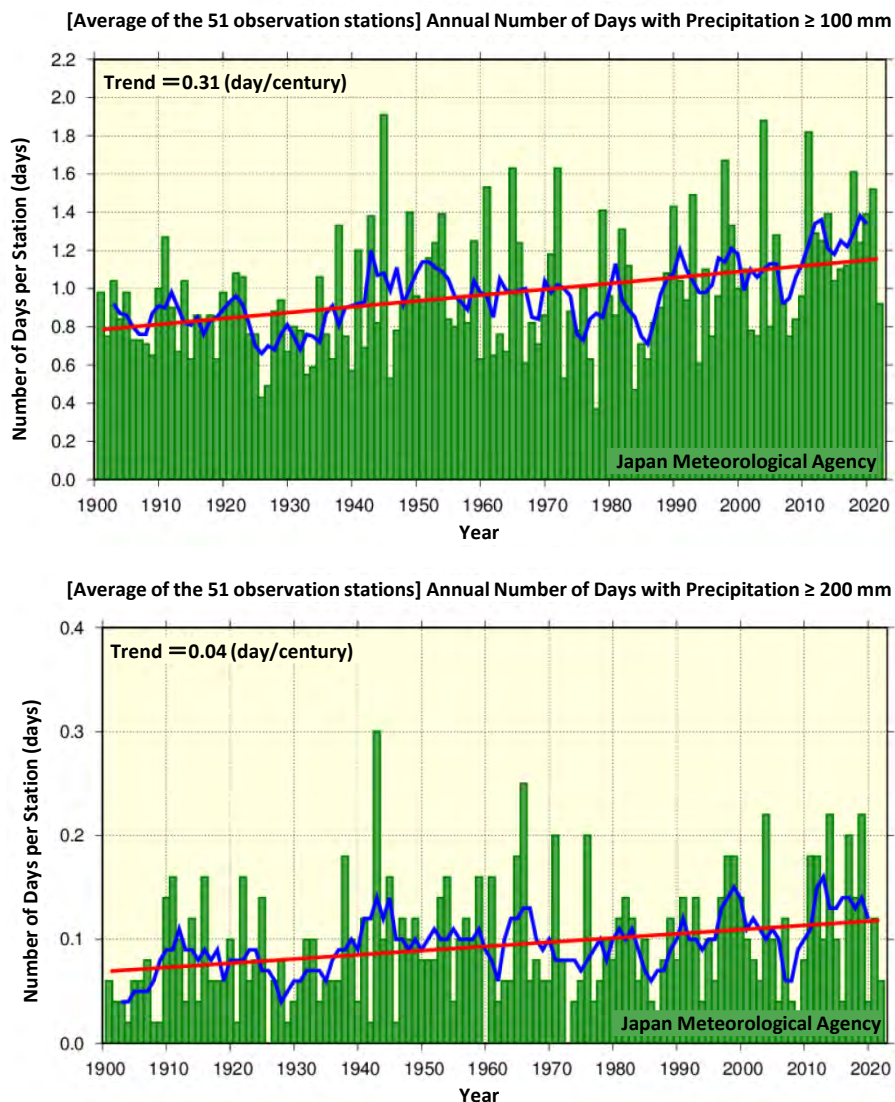 [Average of the 51 observation stations] Annual Number of Days with Precipitation ≥ 100 mm
Trend =0.31 (day/century)
2.2
2.0
1.8
1.6
1.4
1.2
1.0
0.8
0.6
0.4
0.2
0.0
Number of Days per Station (days)
Japan Meteorological Agency
1900 1910 1920 1930 1940 1950 1960 1970 1980 1990 2000 2010 2020
Year
[Average of the 51 observation stations] Annual Number of Days with Precipitation ≥ 200 mm
Trend =0.04 (day/century)
0.4
0.3
0.2
0.1
0.0
Number of Days per Station (days)
Japan Meteorological Agency
1900 1910 1920 1930 1940 1950 1960 1970 1980 1990 2000 2010 2020
Year